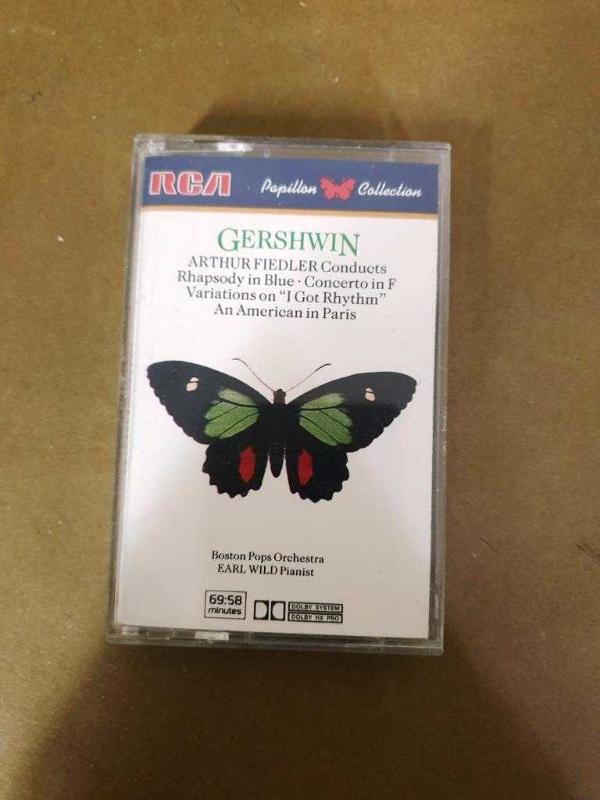 RCA Papillon Collection
GERSHWIN
ARTHUR FIEDLER Conducts
Rhapsody in Blue · Concerto in F
Variations on “I Got Rhythm”
An American in Paris
Boston Pops Orchestra
EARL WILD Pianist
69:58
minutes
DOLBY SYSTEM
DOLBY HX PRO